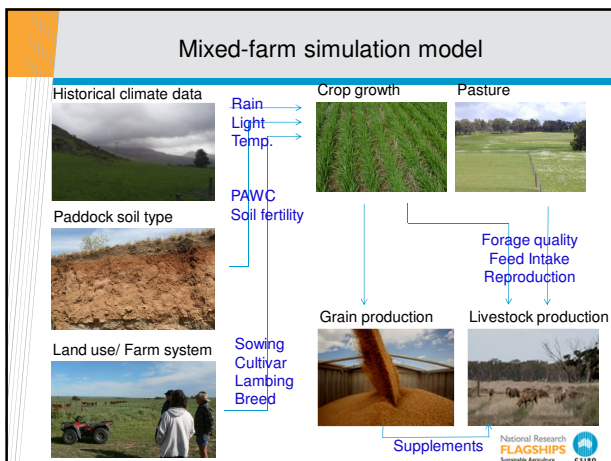 Mixed-farm simulation model
Historical climate data
Rain
Light
Temp.
Crop growth
Pasture
Paddock soil type
PAWC
Soil fertility
Forage quality
Feed Intake
Reproduction
Land use/ Farm system
Sowing
Cultivar
Lambing
Breed
Grain production
Livestock production
Supplements
National Research
FLAGSHIPS
Sustainable Agriculture
CSIRO